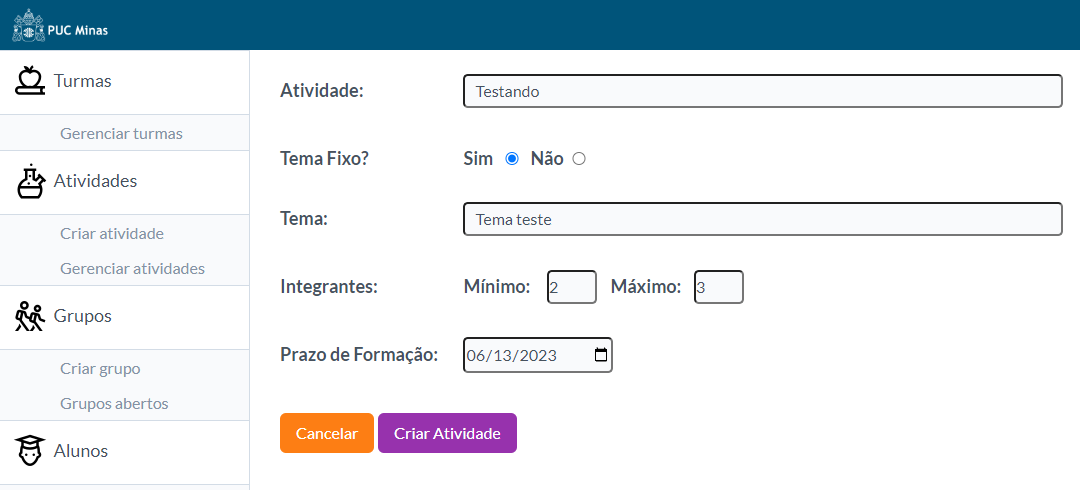 PUC Minas
Turmas
Gerenciar turmas
Atividades
Criar atividade
Gerenciar atividades
Grupos
Criar grupo
Grupos abertos
Alunos
Atividade: Testando
Tema Fixo? Sim Não
Tema: Tema teste
Integrantes: Mínimo: 2 Máximo: 3
Prazo de Formação: 06/13/2023
Cancelar Criar Atividade